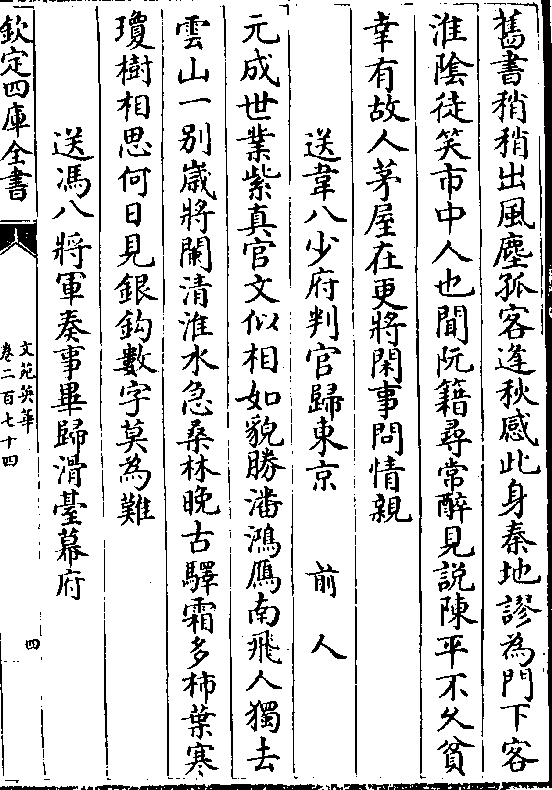 舊書稍稍出風塵孤客逢秋感此身秦地謬為門下客
淮陰徒笑市中人也聞阮籍尋常醉見說陳平不久貧
幸有故人茅屋在更將閑事問情親
送韋八少府判官歸東京 前人
元成世業紫真官文似相如貌勝潘鴻鴈南飛人獨去
雲山一别嵗將闌清淮水急桑林晚古驛霜多柿葉寒
瓊樹相思何日見銀鈎數字莫為難
送馮八將軍奏事畢歸滑臺幕府
欽定四庫全書
文苑英華
卷二百七十四
四